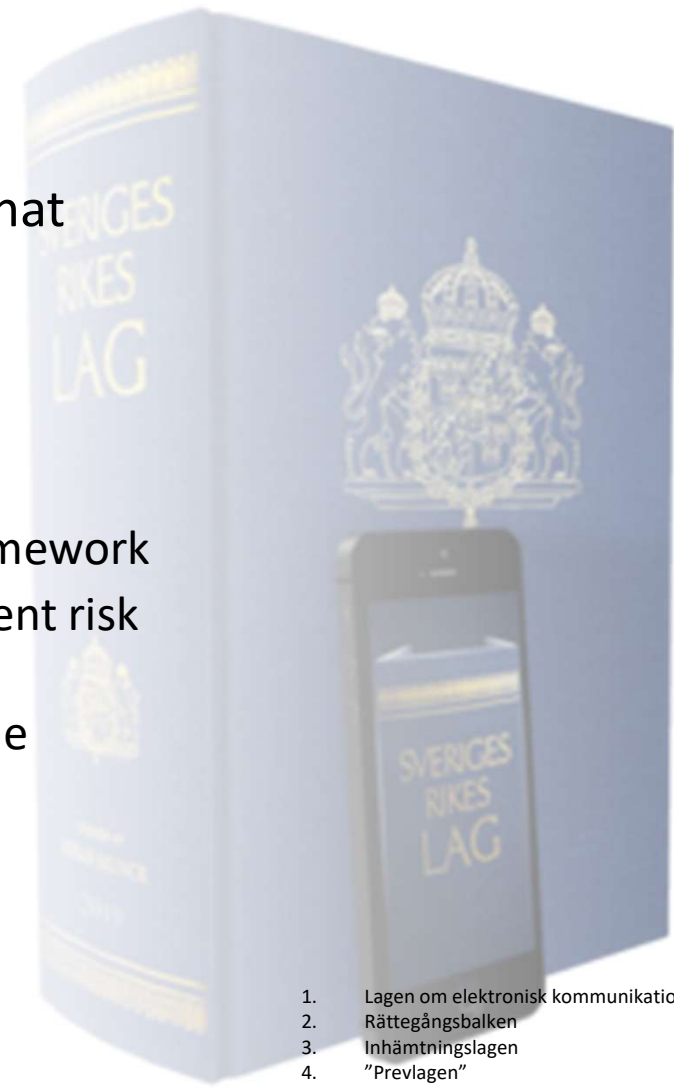 hat
SVERIGES
RIKES
LAG
mework
ent risk
e
SVERIGES
RIKES
LAG
1. Lagen om elektronisk kommunikatio
2. Rättegångsbalken
3. Inhämtningslagen
4. ”Prevlagen”